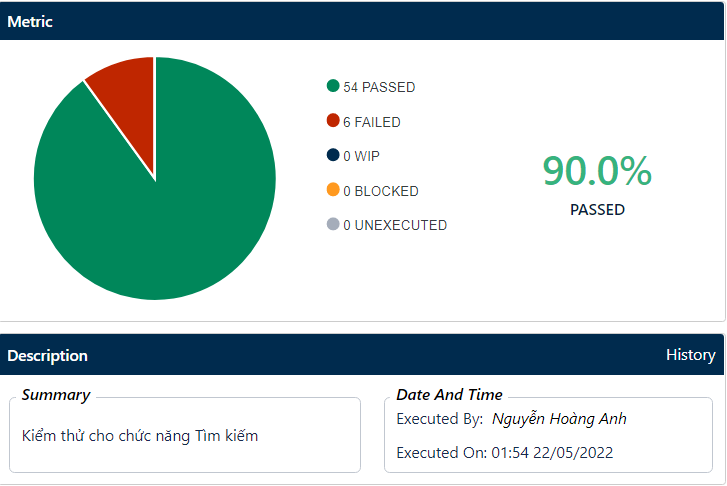 Metric
54 PASSED
6 FAILED
0 WIP
0 BLOCKED
0 UNEXECUTED
90.0%
PASSED
Description
History
Summary
Kiểm thử cho chức năng Tìm kiếm
Date And Time
Executed By: Nguyễn Hoàng Anh
Executed On: 01:54 22/05/2022